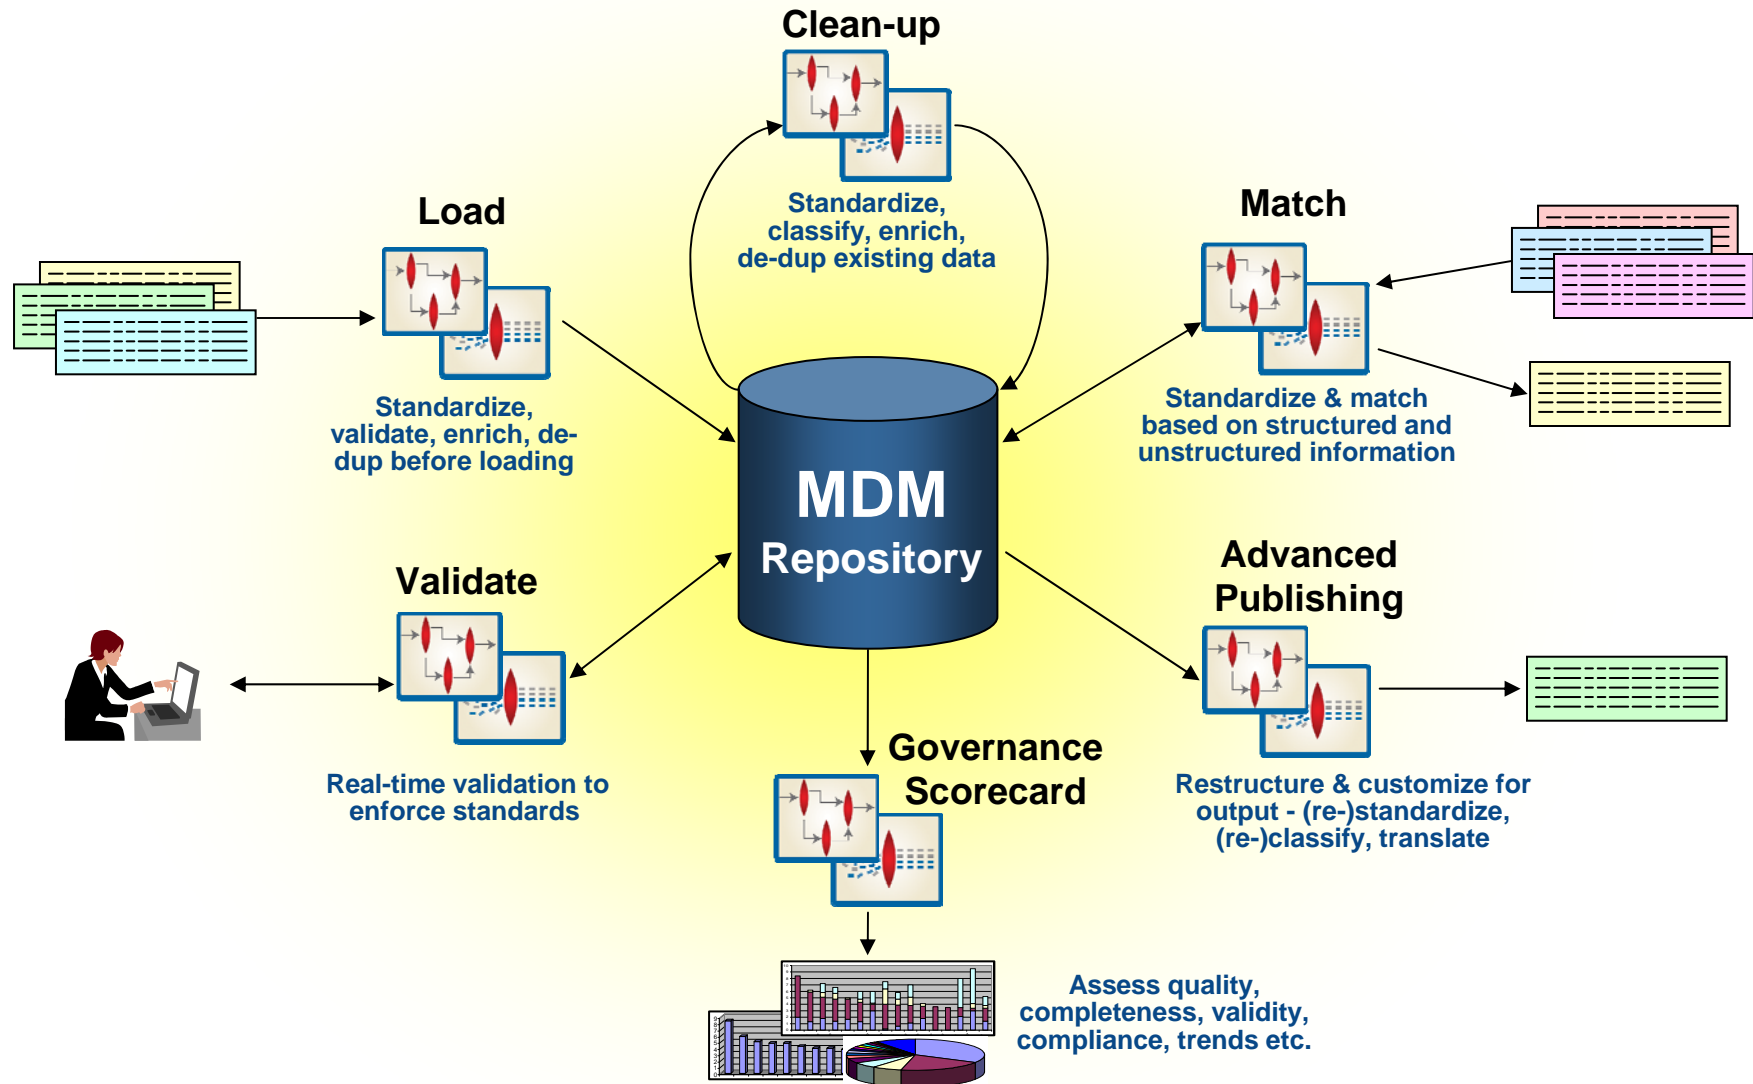 Clean-up
Standardize,
classify, enrich,
de-dup existing data
Load
Standardize,
validate, enrich, de-
dup before loading
Match
Standardize & match
based on structured and
unstructured information
MDM
Repository
Validate
Real-time validation to
enforce standards
Advanced
Publishing
Restructure & customize for
output - (re-)standardize,
(re-)classify, translate
Governance
Scorecard
Assess quality,
completeness, validity,
compliance, trends etc.